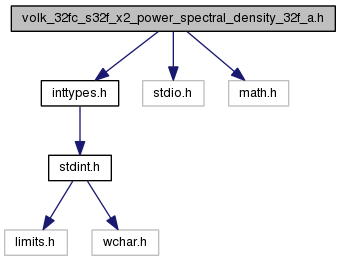 volk_32fc_s32f_x2_power_spectral_density_32f_a.h
inttypes.h
stdio.h
math.h
stdint.h
limits.h
wchar.h